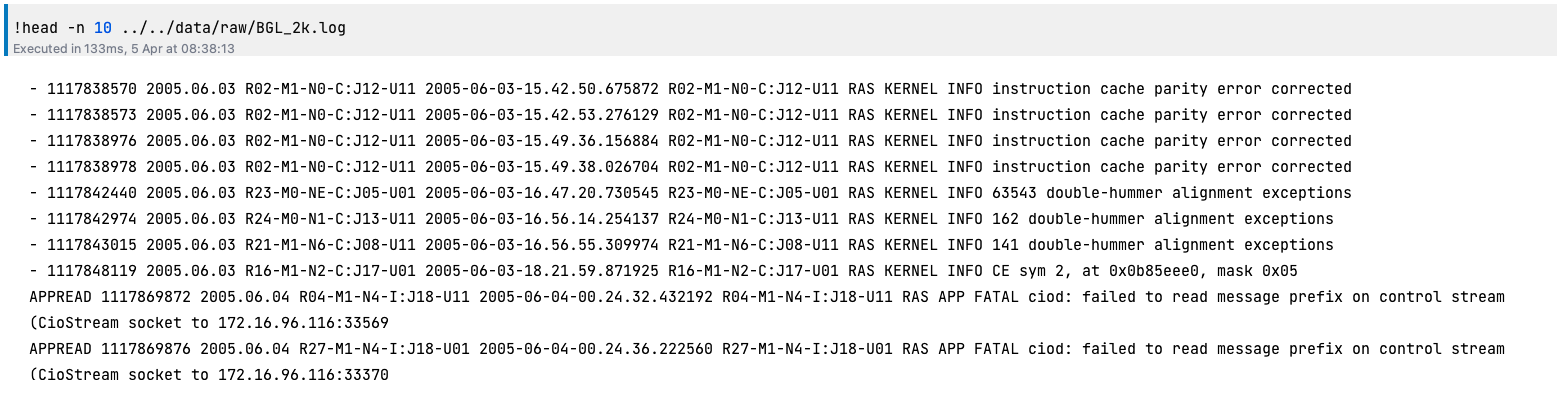 !head -n 10 ../../data/raw/BGL_2k.log
Executed in 133ms, 5 Apr at 08:38:13
- 1117838570 2005.06.03 R02-M1-N0-C:J12-U11 2005-06-03-15.42.50.675872 R02-M1-N0-C:J12-U11 RAS KERNEL INFO instruction cache parity error corrected
- 1117838573 2005.06.03 R02-M1-N0-C:J12-U11 2005-06-03-15.42.53.276129 R02-M1-N0-C:J12-U11 RAS KERNEL INFO instruction cache parity error corrected
- 1117838976 2005.06.03 R02-M1-N0-C:J12-U11 2005-06-03-15.49.36.156884 R02-M1-N0-C:J12-U11 RAS KERNEL INFO instruction cache parity error corrected
- 1117838978 2005.06.03 R02-M1-N0-C:J12-U11 2005-06-03-15.49.38.026704 R02-M1-N0-C:J12-U11 RAS KERNEL INFO instruction cache parity error corrected
- 1117842440 2005.06.03 R23-M0-NE-C:J05-U01 2005-06-03-16.47.20.730545 R23-M0-NE-C:J05-U01 RAS KERNEL INFO 63543 double-hummer alignment exceptions
- 1117842974 2005.06.03 R24-M0-N1-C:J13-U11 2005-06-03-16.56.14.254137 R24-M0-N1-C:J13-U11 RAS KERNEL INFO 162 double-hummer alignment exceptions
- 1117843015 2005.06.03 R21-M1-N6-C:J08-U11 2005-06-03-16.56.55.309974 R21-M1-N6-C:J08-U11 RAS KERNEL INFO 141 double-hummer alignment exceptions
- 1117848119 2005.06.03 R16-M1-N2-C:J17-U01 2005-06-03-18.21.59.871925 R16-M1-N2-C:J17-U01 RAS KERNEL INFO CE sym 2, at 0x0b85eee0, mask 0x05
APPREAD 1117869872 2005.06.04 R04-M1-N4-I:J18-U11 2005-06-04-00.24.32.432192 R04-M1-N4-I:J18-U11 RAS APP FATAL ciod: failed to read message prefix on control stream
(CioStream socket to 172.16.96.116:33569
APPREAD 1117869876 2005.06.04 R27-M1-N4-I:J18-U01 2005-06-04-00.24.36.222560 R27-M1-N4-I:J18-U01 RAS APP FATAL ciod: failed to read message prefix on control stream
(CioStream socket to 172.16.96.116:33370